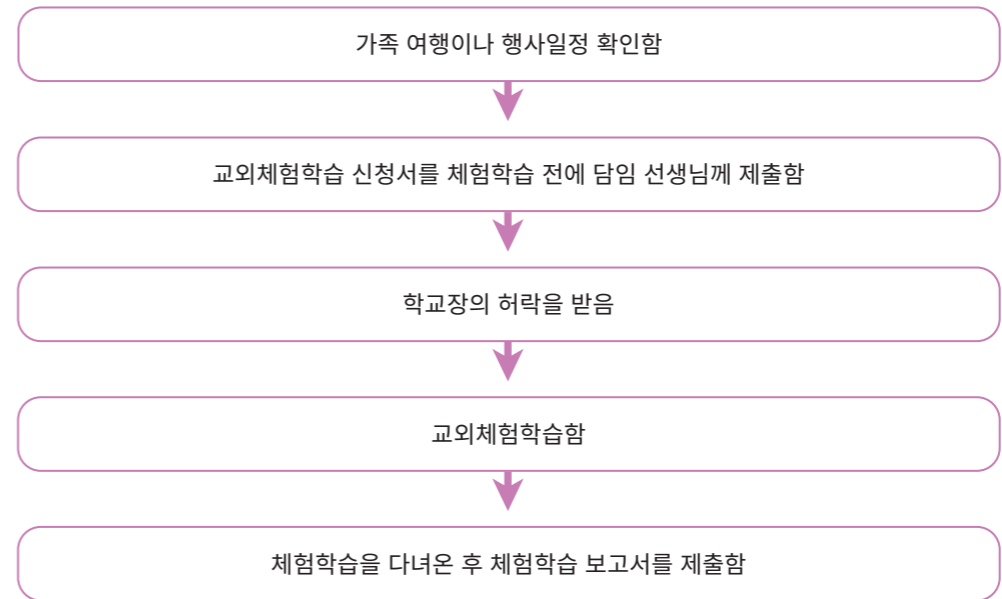 가족 여행이나 행사일정 확인함
교외체험학습 신청서를 체험학습 전에 담임 선생님께 제출함
학교장의 허락을 받음
교외체험학습함
체험학습을 다녀온 후 체험학습 보고서를 제출함